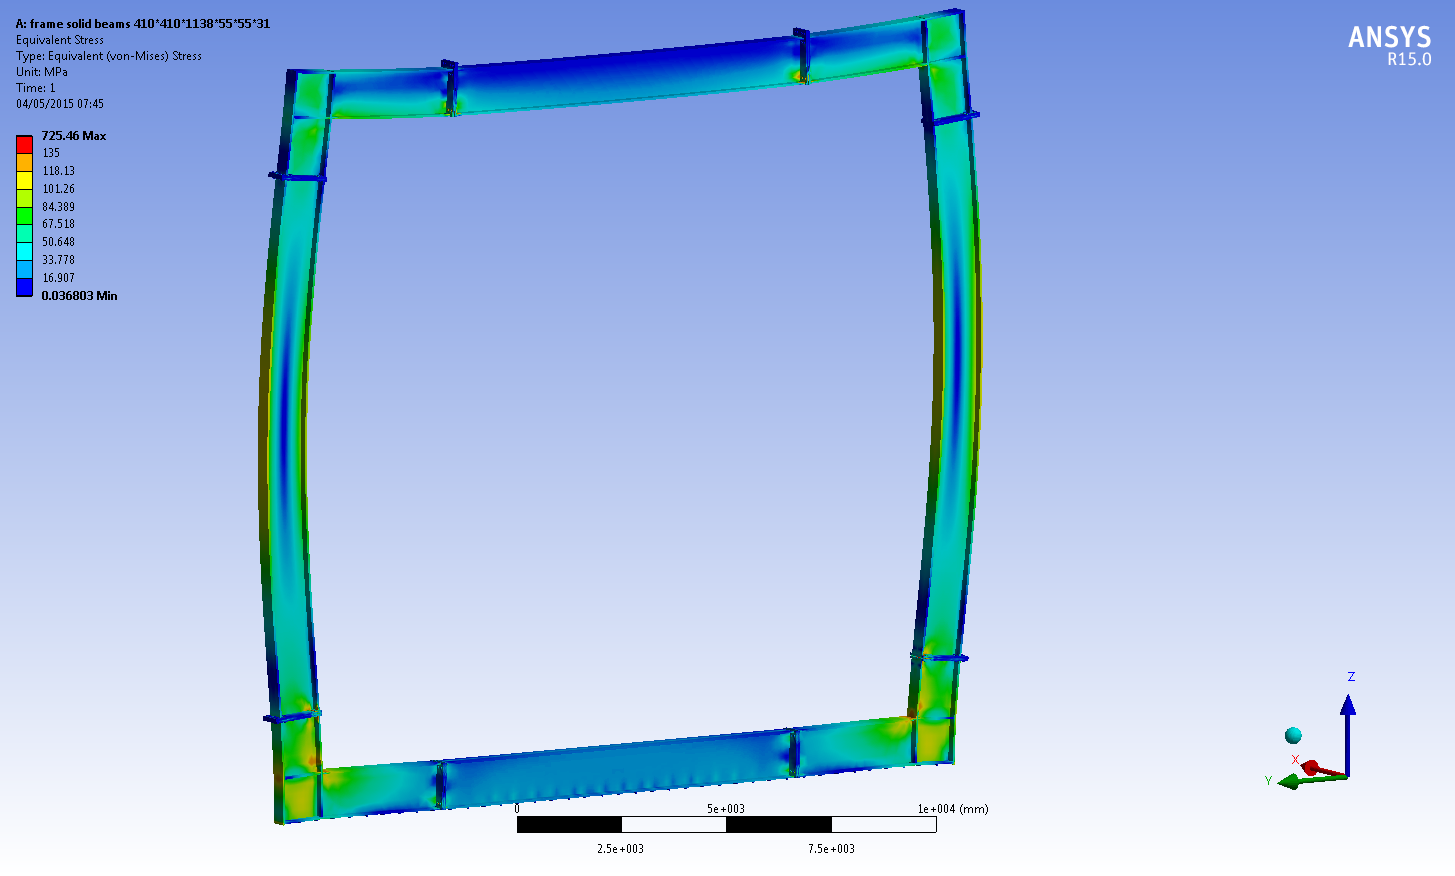 A: frame solid beams 410*410*1138*55*55*31
Equivalent Stress
Type: Equivalent (von-Mises) Stress
Unit: MPa
Time: 1
04/05/2015 07:45
ANSYS
R15.0
725.46 Max
135
118.13
101.26
84.389
67.518
50.648
33.778
16.907
0.036803 Min
Z
X
Y
0
5e+003
1e+004 (mm)
2.5e+003
7.5e+003